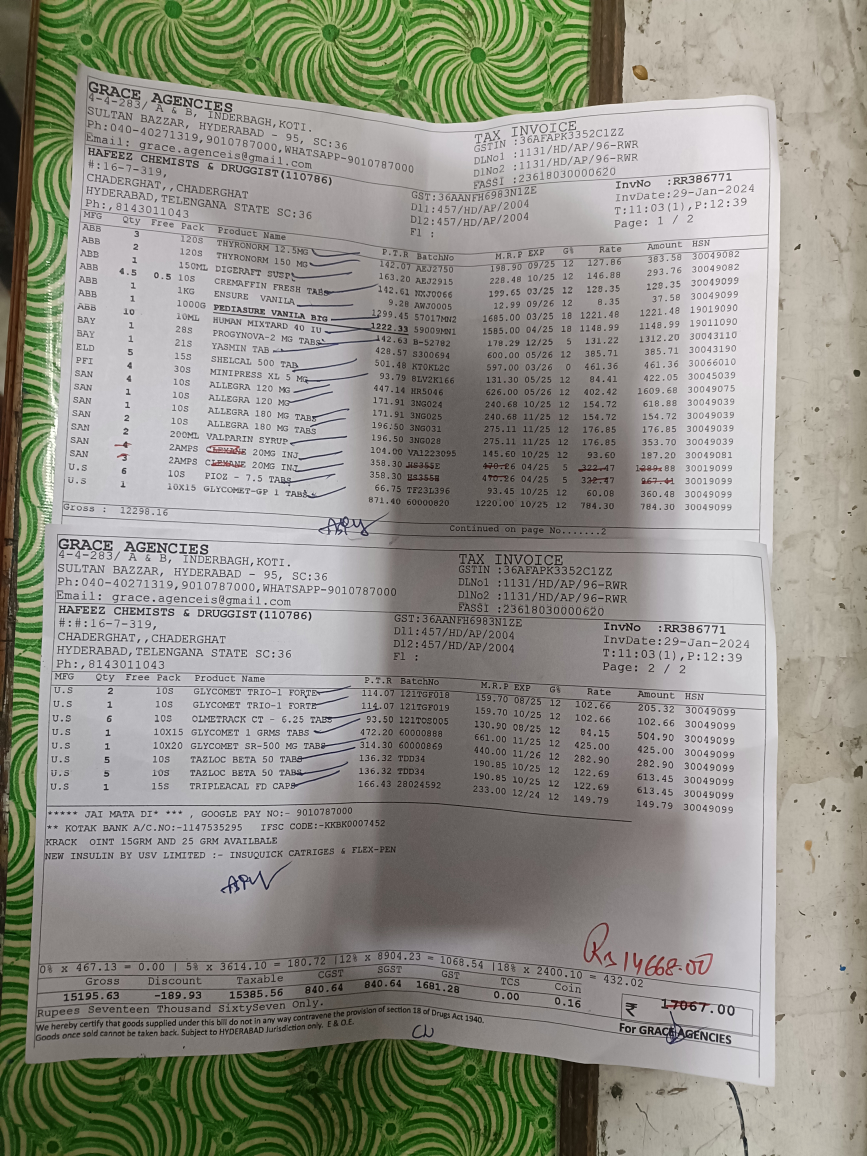 GRACE AGENCIES
4-4-283/ A & B, INDERBAGH,KOTI.
SULTAN BAZZAR, HYDERABAD - 95, SC:36
Ph:040-40271319,9010787000,WHATSAPP-9010787000
Email: grace.agenceis@gmail.com
TAX INVOICE
GSTIN :36AFAPK3352C1ZZ
DLNo1 :1131/HD/AP/96-RWR
DlNo2 :1131/HD/AP/96-RWR
FASSI :23618030000620
HAFEEZ CHEMISTS & DRUGGIST(110786)
#:16-7-319,
CHADERGHAT,,CHADERGHAT
HYDERABAD,TELENGANA STATE SC:36
Ph:,8143011043
GST:36AANFH6983N1ZE
D11:457/HD/AP/2004
D12:457/HD/AP/2004
F1 :
InvNo :RR386771
InvDate:29-Jan-2024
T:11:03(1),P:12:39
Page: 1 / 2
MFG Qty Free Pack Product Name P.T.R BatchNo M.R.P EXP G% Rate Amount HSN
ABB 3 120S THYRONORM 12.5MG 142.07 AEJ2750 198.90 09/25 12 127.86 383.58 30049082
ABB 2 120S THYRONORM 150 MG 163.20 AEJ2915 228.48 10/25 12 146.88 293.76 30049082
ABB 1 150ML DIGERAFT SUSP 142.61 NXJ0066 199.65 03/25 12 128.35 128.35 30049099
ABB 4.5 0.5 10S CREMAFFIN FRESH TABS 9.28 AWJ0005 12.99 09/26 12 8.35 37.58 30049099
ABB 1 1KG ENSURE VANILA 1299.45 57017MN2 1685.00 03/25 18 1221.48 1221.48 19019090
ABB 1 1000G PEDIASURE VANILA BIG 1222.33 59009MN1 1585.00 04/25 18 1148.99 1148.99 19011090
ABB 10 10ML HUMAN MIXTARD 40 IU 142.63 B-52782 178.29 12/25 5 131.22 1312.20 30043110
BAY 1 28S PROGYNOVA-2 MG TABS 428.57 S300694 600.00 05/26 12 385.71 385.71 30043190
BAY 1 21S YASMIN TAB 501.48 KT0KL2C 597.00 03/26 0 461.36 461.36 30066010
ELD 5 15S SHELCAL 500 TAB 93.79 8LV2K166 131.30 05/25 12 84.41 422.05 30045039
PFI 4 30S MINIPRESS XL 5 MG 447.14 HR5046 626.00 05/26 12 402.42 1609.68 30049075
SAN 4 10S ALLEGRA 120 MG 171.91 3NG024 240.68 10/25 12 154.72 618.88 30049039
SAN 1 10S ALLEGRA 120 MG 171.91 3NG025 240.68 11/25 12 154.72 154.72 30049039
SAN 1 10S ALLEGRA 180 MG TABS 196.50 3NG031 275.11 11/25 12 176.85 176.85 30049039
SAN 2 10S ALLEGRA 180 MG TABS 196.50 3NG028 275.11 11/25 12 176.85 353.70 30049039
SAN 2 200ML VALPARIN SYRUP 104.00 VA1223095 145.60 10/25 12 93.60 187.20 30049081
SAN 4 2AMPS CLEXANE 20MG INJ 358.30 470.26 04/25 5 322.47 1289.88 30019099
SAN 3 2AMPS CLEXANE 20MG INJ 358.30 470.26 04/25 5 322.47 967.41 30019099
U.S 6 10S PIOZ - 7.5 TABS 66.75 TF23L396 93.45 10/25 12 60.08 360.48 30049099
U.S 1 10X15 GLYCOMET-GP 1 TABS 871.40 60000820 1220.00 10/25 12 784.30 784.30 30049099
Gross : 12298.16
Continued on page No.......2
GRACE AGENCIES
4-4-283/ A & B, INDERBAGH,KOTI.
SULTAN BAZZAR, HYDERABAD - 95, SC:36
Ph:040-40271319,9010787000,WHATSAPP-9010787000
Email: grace.agenceis@gmail.com
TAX INVOICE
GSTIN :36AFAPK3352C1ZZ
DLNo1 :1131/HD/AP/96-RWR
DlNo2 :1131/HD/AP/96-RWR
FASSI :23618030000620
HAFEEZ CHEMISTS & DRUGGIST(110786)
#:#:16-7-319,
CHADERGHAT,,CHADERGHAT
HYDERABAD,TELENGANA STATE SC:36
Ph:,8143011043
GST:36AANFH6983N1ZE
D11:457/HD/AP/2004
D12:457/HD/AP/2004
F1 :
InvNo :RR386771
InvDate:29-Jan-2024
T:11:03(1),P:12:39
Page: 2 / 2
MFG Qty Free Pack Product Name P.T.R BatchNo M.R.P EXP G% Rate Amount HSN
U.S 2 10S GLYCOMET TRIO-1 FORTE 114.07 121TGF018 159.70 08/25 12 102.66 205.32 30049099
U.S 1 10S GLYCOMET TRIO-1 FORTE 114.07 121TGF019 159.70 10/25 12 102.66 102.66 30049099
U.S 6 10S OLMETRACK CT - 6.25 TABS 93.50 121TOS005 130.90 08/25 12 84.15 504.90 30049099
U.S 1 10X15 GLYCOMET 1 GRMS TABS 472.20 60000888 661.00 11/25 12 425.00 425.00 30049099
U.S 1 10X20 GLYCOMET SR-500 MG TABS 314.30 60000869 440.00 11/26 12 282.90 282.90 30049099
U.S 5 10S TAZLOC BETA 50 TABS 136.32 TDD34 190.85 10/25 12 122.69 613.45 30049099
U.S 5 10S TAZLOC BETA 50 TABS 136.32 TDD34 190.85 10/25 12 122.69 613.45 30049099
U.S 1 15S TRIPLEACAL FD CAPS 166.43 28024592 233.00 12/24 12 149.79 149.79 30049099
***** JAI MATA DI* *** , GOOGLE PAY NO:- 9010787000
** KOTAK BANK A/C.NO:-1147535295 IFSC CODE:-KKBK0007452
KRACK OINT 15GRM AND 25 GRM AVAILBALE
NEW INSULIN BY USV LIMITED :- INSUQUICK CATRIGES & FLEX-PEN
Rs 14668.00
0% x 467.13 = 0.00 | 5% x 3614.10 = 180.72 |12% x 8904.23 = 1068.54 |18% x 2400.10 = 432.02
Gross Discount Taxable CGST SGST GST TCS Coin
15195.63 -189.93 15385.56 840.64 840.64 1681.28 0.00 0.16
₹ 17067.00
Rupees Seventeen Thousand SixtySeven Only.
We hereby certify that goods supplied under this bill do not in any way contravene the provision of section 18 of Drugs Act 1940.
Goods once sold cannot be taken back. Subject to HYDERABAD Jurisdiction only. E & O.E.
For GRACE AGENCIES